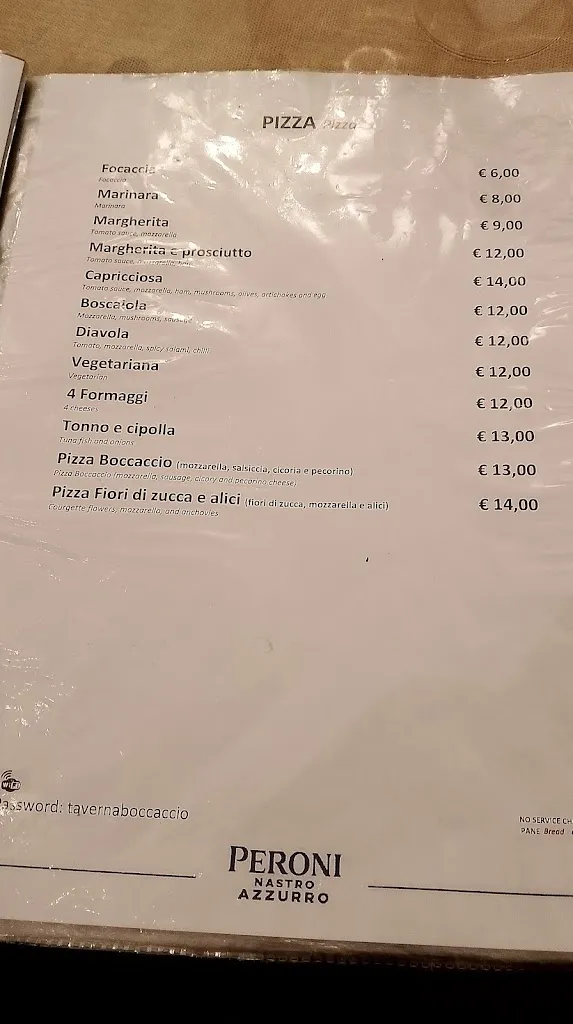 PIZZA Pizza
Focaccia € 6,00
Focaccia
Marinara € 8,00
Marinara
Margherita € 9,00
Tomato sauce, mozzarella
Margherita e prosciutto € 12,00
Tomato sauce, mozzarella, ham
Capricciosa € 14,00
Tomato sauce, mozzarella, ham, mushrooms, olives, artichokes and egg
Boscaiola € 12,00
Mozzarella, mushrooms, sausage
Diavola € 12,00
Tomato, mozzarella, spicy salami, chilli
Vegetariana € 12,00
Vegetarian
4 Formaggi € 12,00
4 cheeses
Tonno e cipolla € 13,00
Tuna fish and onions
Pizza Boccaccio (mozzarella, salsiccia, cicoria e pecorino) € 13,00
Pizza Boccaccio (mozzarella, sausage, cicory and pecorino cheese)
Pizza Fiori di zucca e alici (fiori di zucca, mozzarella e alici) € 14,00
Courgette flowers, mozzarella, and anchovies
WiFi
assword: tavernaboccaccio
NO SERVICE CH
PANE Bread
PERONI
NASTRO
AZZURRO